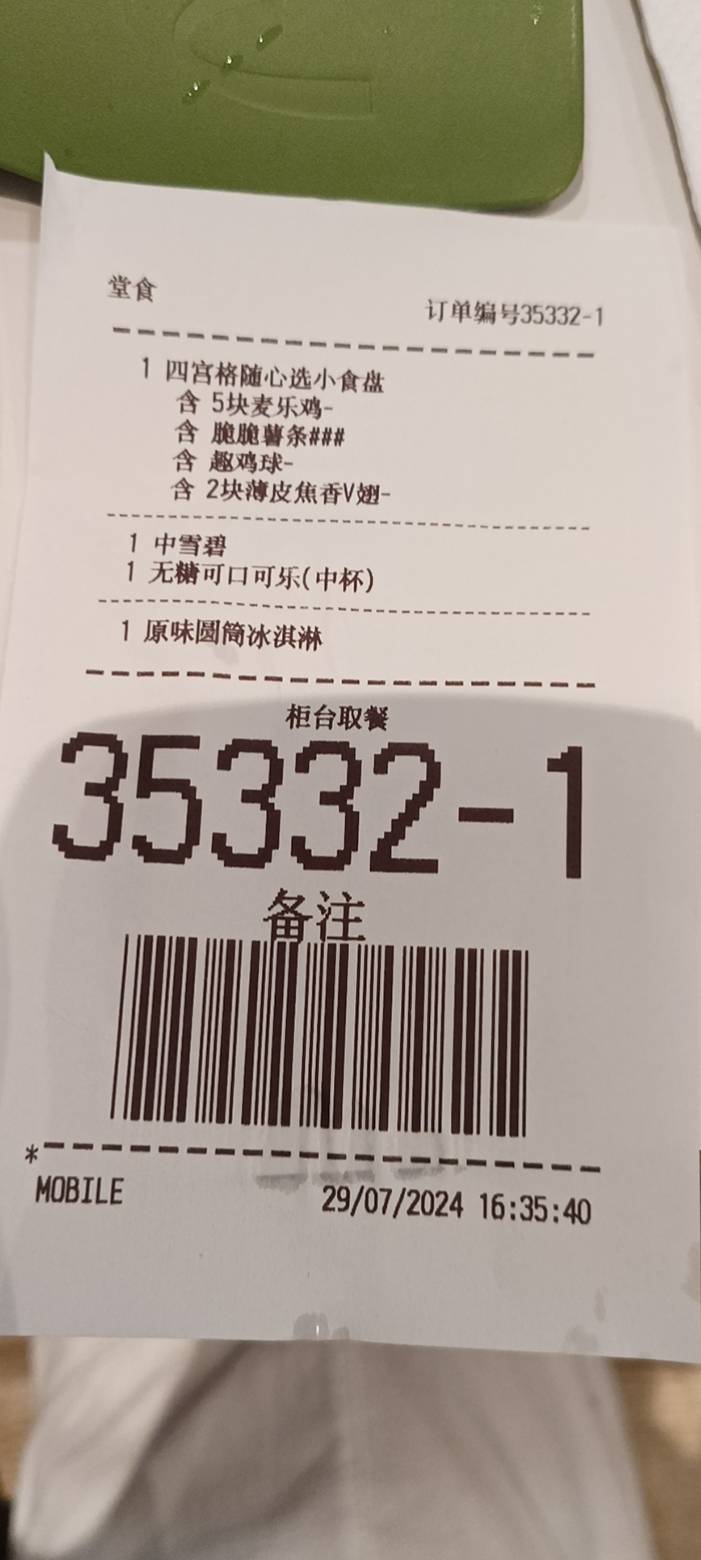 堂食
订单编号35332-1
1 四宫格随心选小食盘
含 5块麦乐鸡-
含 脆脆薯条###
含 趣鸡球-
含 2块薄皮焦香V翅-
1 中雪碧
1 无糖可口可乐(中杯)
1 原味圆筒冰淇淋
柜台取餐
35332-1
备注
*
MOBILE 29/07/2024 16:35:40